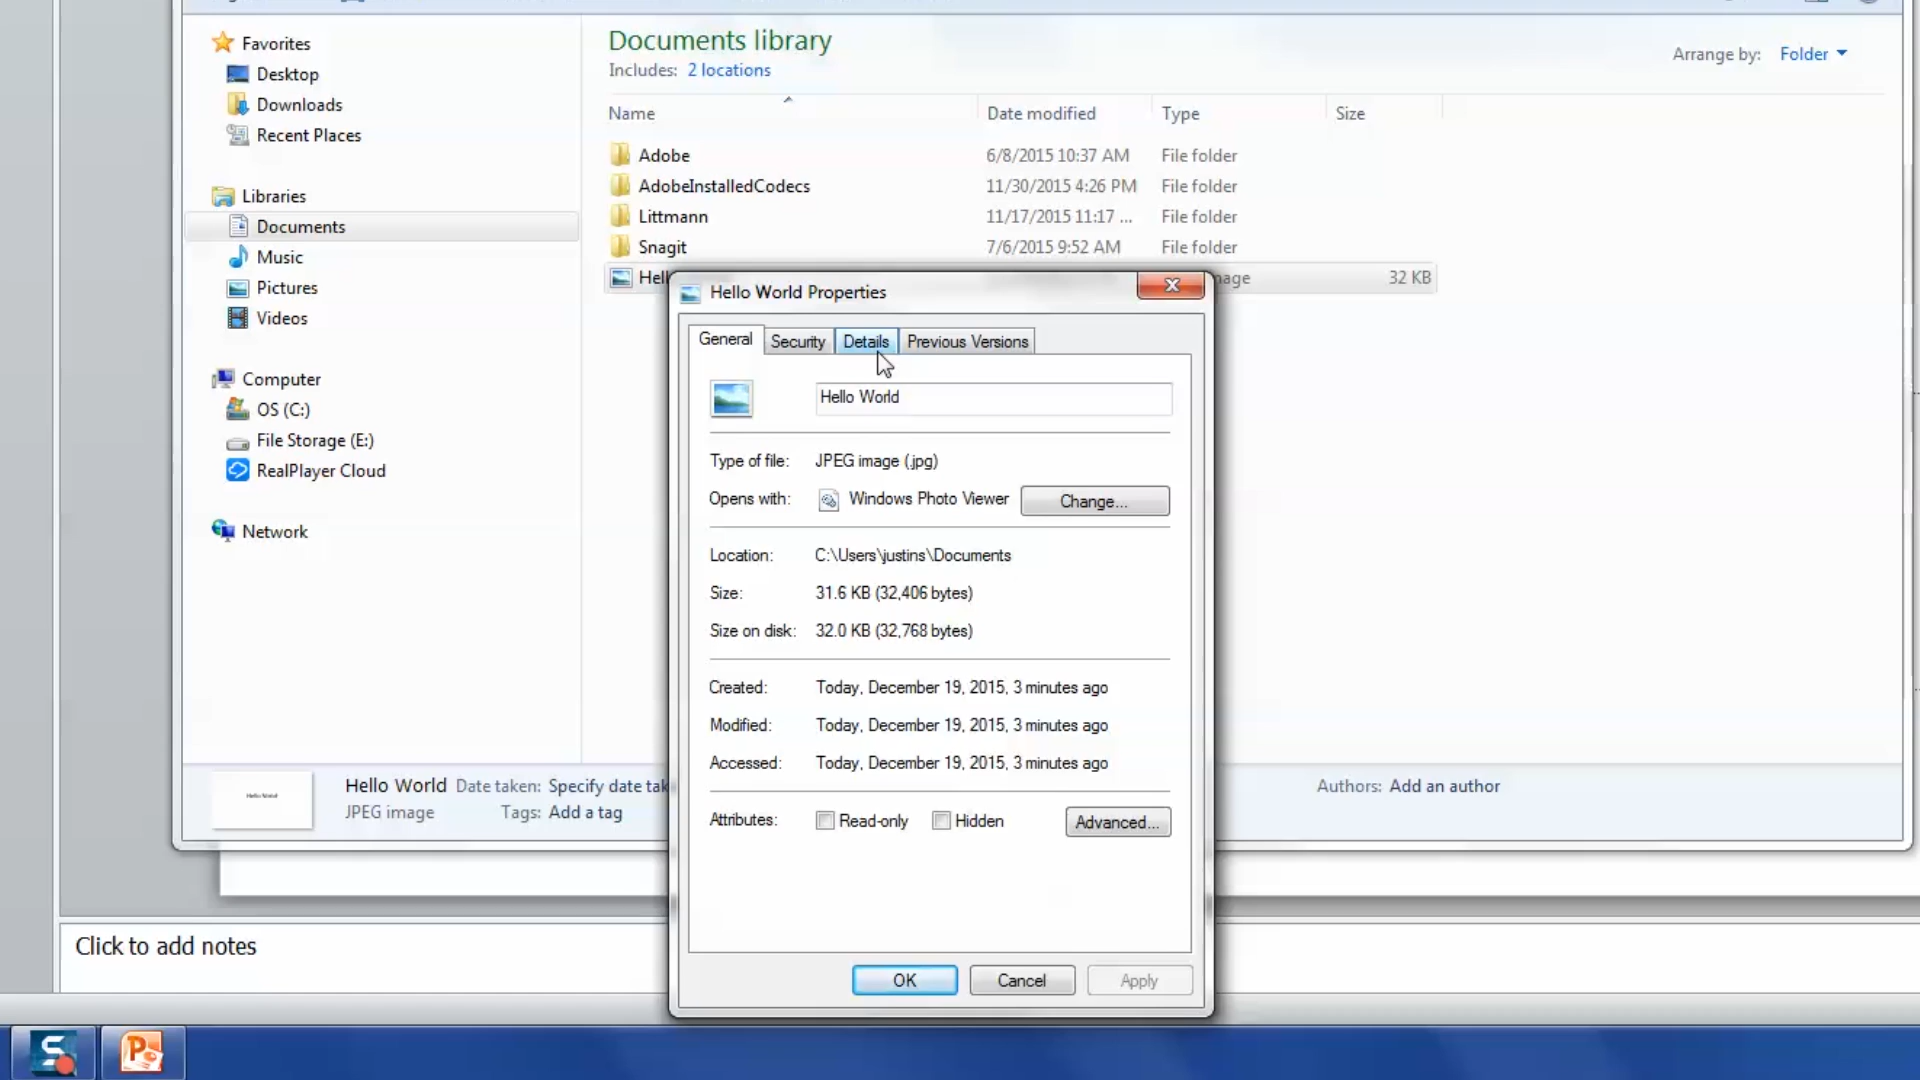 Favorites
Desktop
Downloads
Recent Places
Libraries
Documents
Music
Pictures
Videos
Computer
OS (C:)
File Storage (E:)
RealPlayer Cloud
Network
Documents library
Includes: 2 locations
Arrange by: Folder
Name Date modified Type Size
Adobe 6/8/2015 10:37 AM File folder
AdobeInstalledCodecs 11/30/2015 4:26 PM File folder
Littmann 11/17/2015 11:17 ... File folder
Snagit 7/6/2015 9:52 AM File folder
32 KB
Hello World Properties
General Security Details Previous Versions
Hello World
Type of file: JPEG image (.jpg)
Opens with: Windows Photo Viewer Change...
Location: C:\Users\justins\Documents
Size: 31.6 KB (32,406 bytes)
Size on disk: 32.0 KB (32,768 bytes)
Created: Today, December 19, 2015, 3 minutes ago
Modified: Today, December 19, 2015, 3 minutes ago
Accessed: Today, December 19, 2015, 3 minutes ago
Attributes: Read-only Hidden Advanced...
OK Cancel Apply
Hello World
Hello World Date taken: Specify date tak
JPEG image Tags: Add a tag
Authors: Add an author
Click to add notes